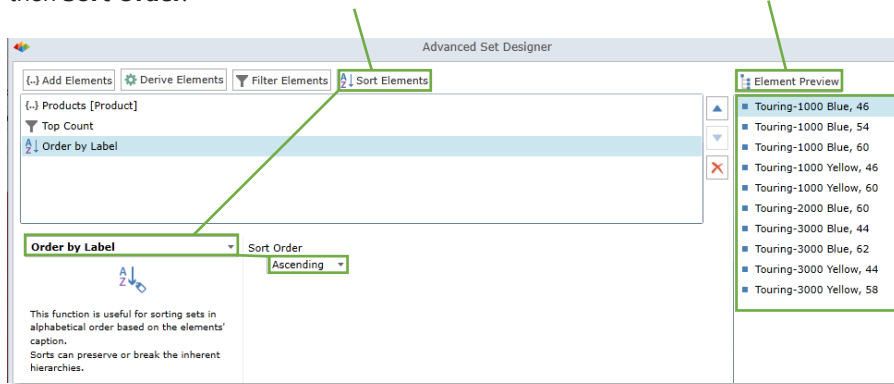 then Sort Order.
Advanced Set Designer
{..} Add Elements Derive Elements Filter Elements A Z Sort Elements Element Preview
{..} Products [Product]
Top Count
A Z Order by Label
Touring-1000 Blue, 46
Touring-1000 Blue, 54
Touring-1000 Blue, 60
Touring-1000 Yellow, 46
Touring-1000 Yellow, 60
Touring-2000 Blue, 60
Touring-3000 Blue, 44
Touring-3000 Blue, 62
Touring-3000 Yellow, 44
Touring-3000 Yellow, 58
Order by Label
Sort Order
Ascending
A Z
This function is useful for sorting sets in
alphabetical order based on the elements'
caption.
Sorts can preserve or break the inherent
hierarchies.